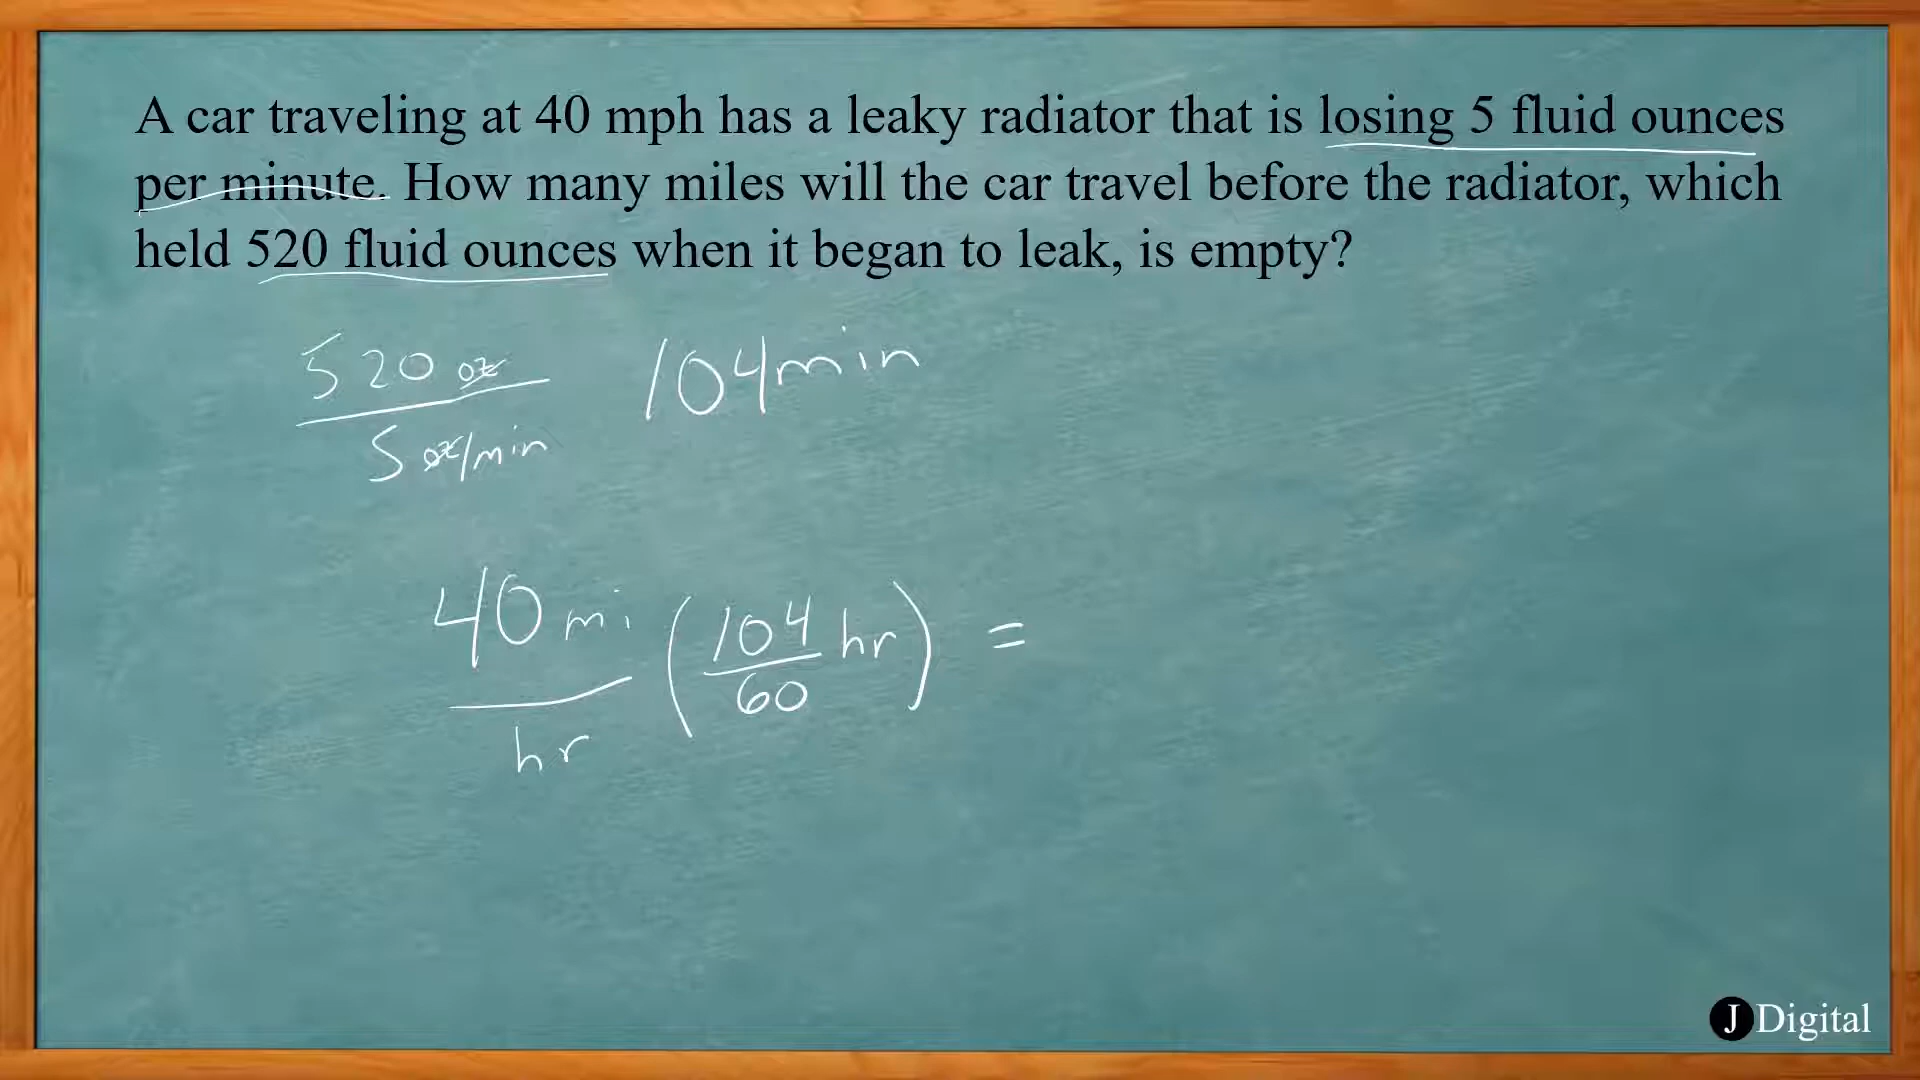 A car traveling at 40 mph has a leaky radiator that is losing 5 fluid ounces
per minute. How many miles will the car travel before the radiator, which
held 520 fluid ounces when it began to leak, is empty?
520 oz
5 oz/min
104min
40 mi
hr
(104/60 hr) =
J Digital